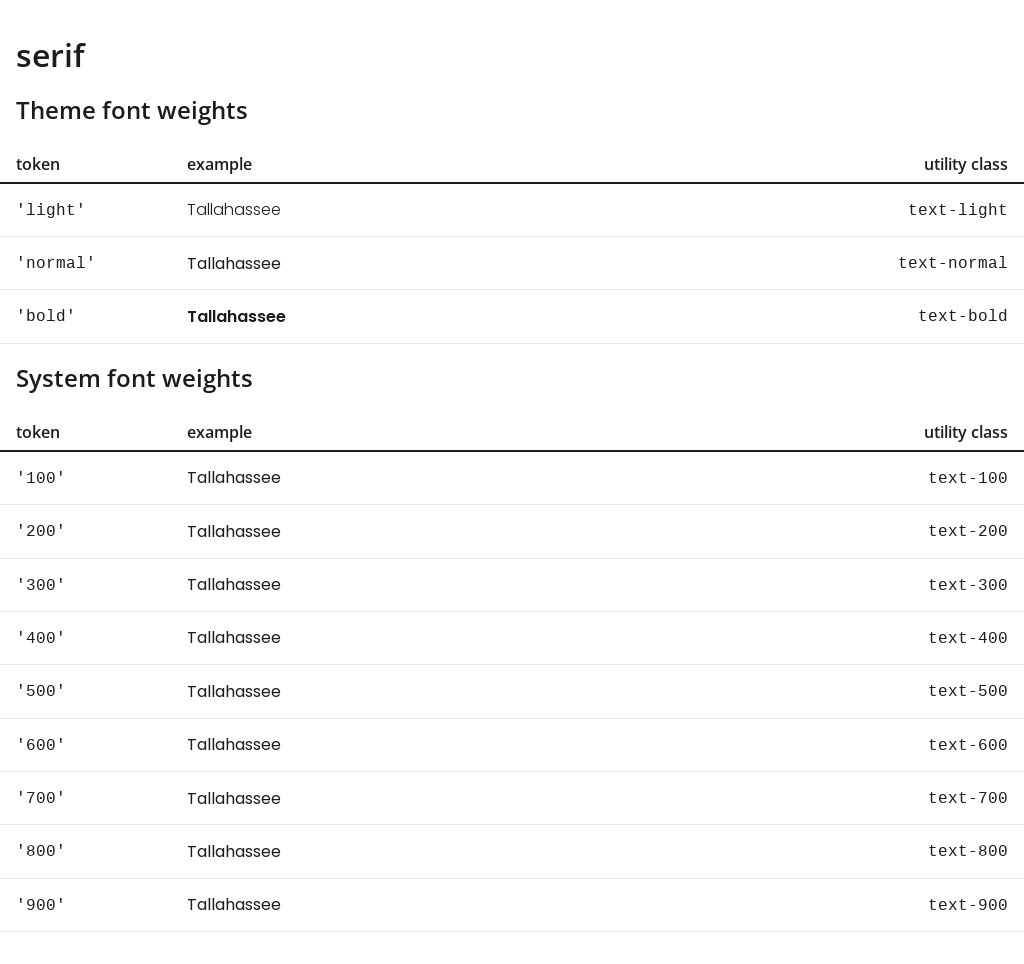 serif
Theme font weights
token example utility class
'light' Tallahassee text-light
'normal' Tallahassee text-normal
'bold' Tallahassee text-bold
System font weights
token example utility class
'100' Tallahassee text-100
'200' Tallahassee text-200
'300' Tallahassee text-300
'400' Tallahassee text-400
'500' Tallahassee text-500
'600' Tallahassee text-600
'700' Tallahassee text-700
'800' Tallahassee text-800
'900' Tallahassee text-900